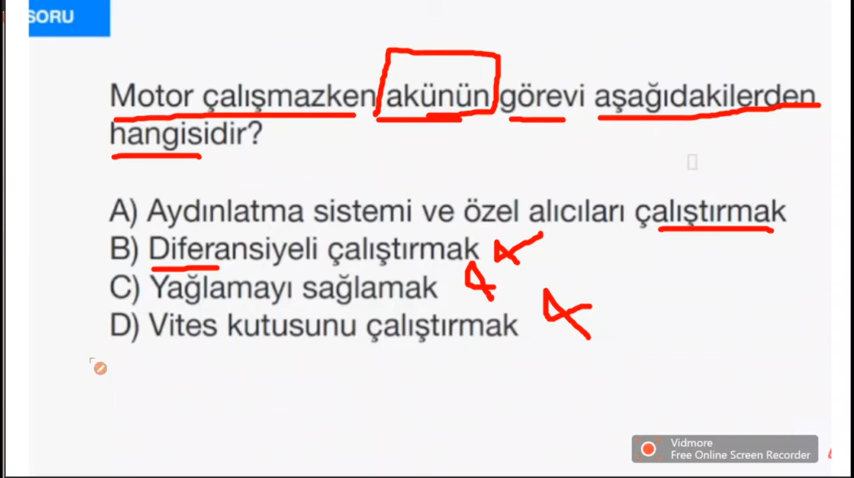 SORU
Motor çalışmazken akünün görevi aşağıdakilerden
hangisidir?
A) Aydınlatma sistemi ve özel alıcıları çalıştırmak
B) Diferansiyeli çalıştırmak
C) Yağlamayı sağlamak
D) Vites kutusunu çalıştırmak
Vidmore
Free Online Screen Recorder